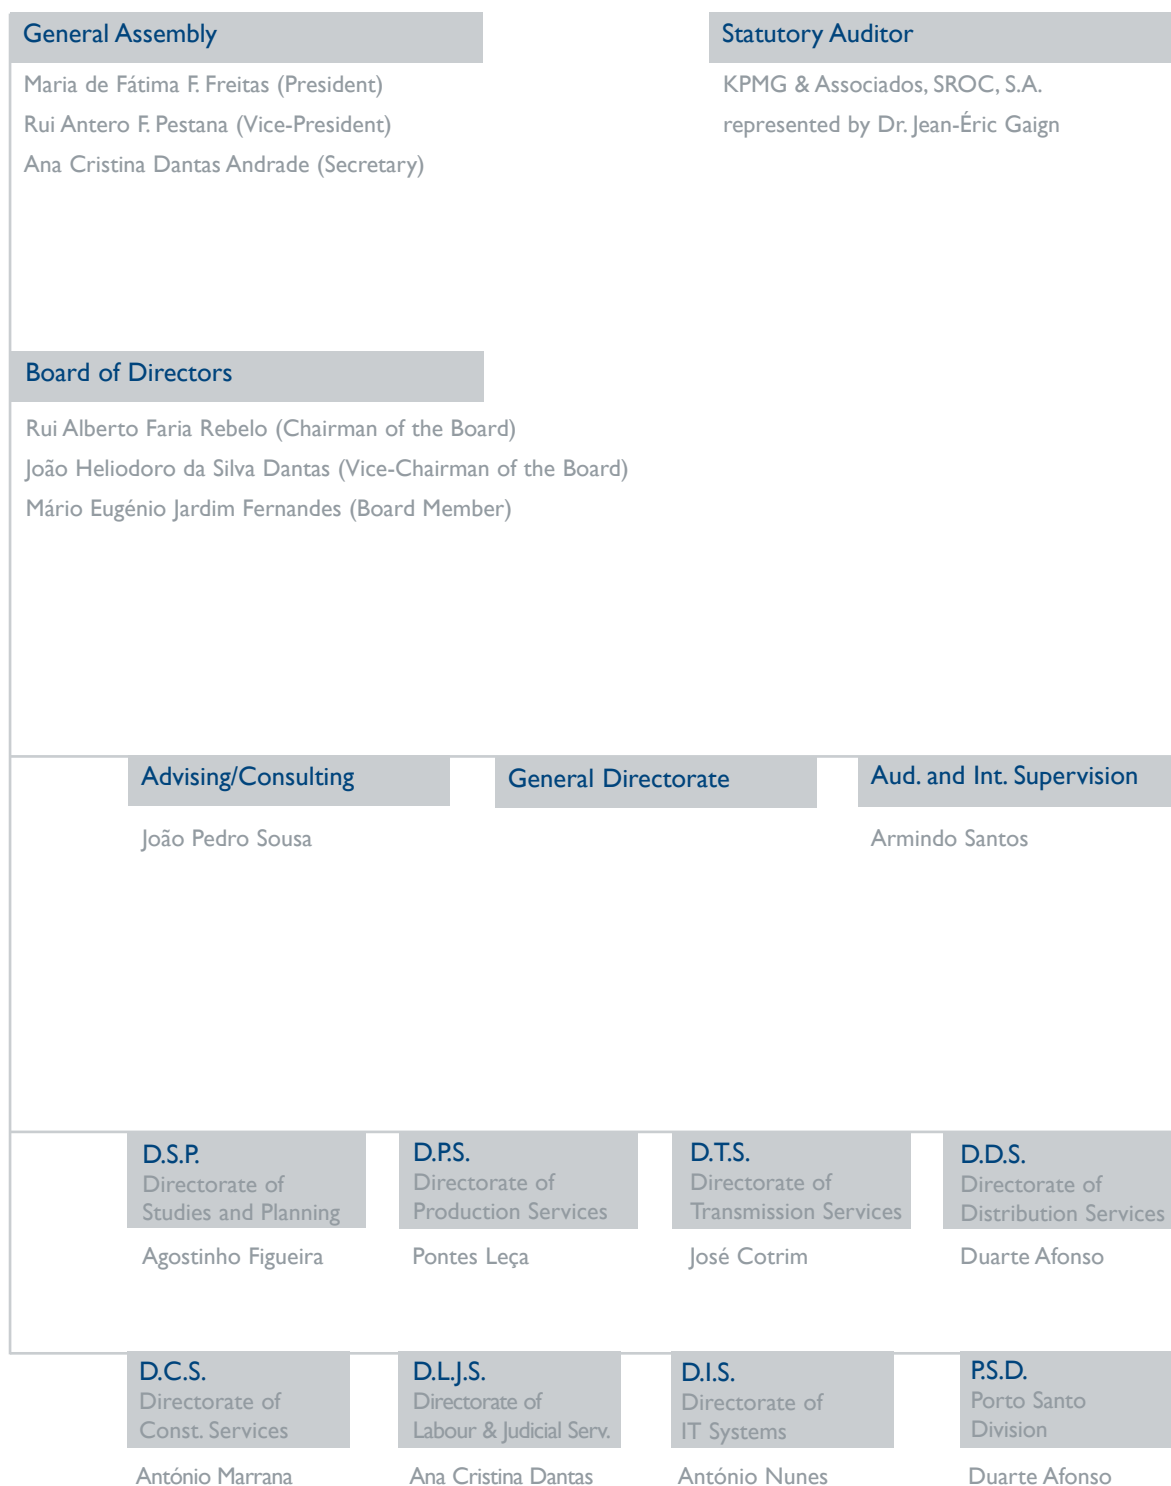 General Assembly
Maria de Fátima F. Freitas (President)
Rui Antero F. Pestana (Vice-President)
Ana Cristina Dantas Andrade (Secretary)
Statutory Auditor
KPMG & Associados, SROC, S.A.
represented by Dr. Jean-Éric Gaign
Board of Directors
Rui Alberto Faria Rebelo (Chairman of the Board)
João Heliodoro da Silva Dantas (Vice-Chairman of the Board)
Mário Eugénio Jardim Fernandes (Board Member)
Advising/Consulting
João Pedro Sousa
General Directorate
Aud. and Int. Supervision
Armindo Santos
D.S.P.
Directorate of
Studies and Planning
Agostinho Figueira
D.P.S.
Directorate of
Production Services
Pontes Leça
D.T.S.
Directorate of
Transmission Services
José Cotrim
D.D.S.
Directorate of
Distribution Services
Duarte Afonso
D.C.S.
Directorate of
Const. Services
António Marrana
D.L.J.S.
Directorate of
Labour & Judicial Serv.
Ana Cristina Dantas
D.I.S.
Directorate of
IT Systems
António Nunes
P.S.D.
Porto Santo
Division
Duarte Afonso